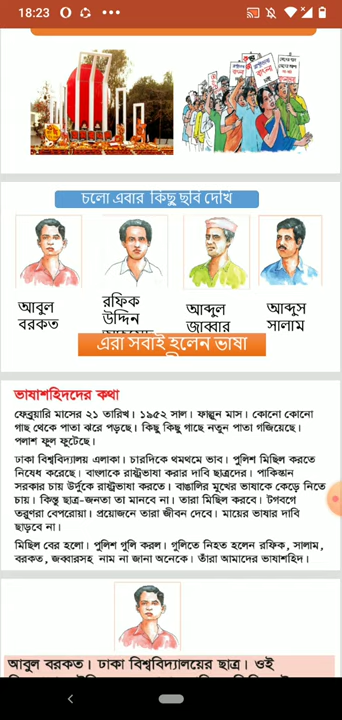 18:23
চলো এবার কিছু ছবি দেখি
আবুল
বরকত
রফিক
উদ্দিন
আব্দুল
জাব্বার
আব্দুস
সালাম
এরা সবাই হলেন ভাষা
ভাষাশহিদদের কথা
ফেব্রুয়ারি মাসের ২১ তারিখ। ১৯৫২ সাল। ফাল্গুন মাস। কোনো কোনো
গাছ থেকে পাতা ঝরে পড়ছে। কিছু কিছু গাছে নতুন পাতা গজিয়েছে।
পলাশ ফুল ফুটেছে।
ঢাকা বিশ্ববিদ্যালয় এলাকা। চারদিকে থমথমে ভাব। পুলিশ মিছিল করতে
নিষেধ করেছে। বাংলাকে রাষ্ট্রভাষা করার দাবি ছাত্রদের। পাকিস্তান
সরকার চায় উর্দুকে রাষ্ট্রভাষা করতে। বাঙালির মুখের ভাষাকে কেড়ে নিতে
চায়। কিন্তু ছাত্র-জনতা তা মানবে না। তারা মিছিল করবে। টগবগে
তরুণরা বেপরোয়া। প্রয়োজনে তারা জীবন দেবে। মায়ের ভাষার দাবি
ছাড়বে না।
মিছিল বের হলো। পুলিশ গুলি করল। গুলিতে নিহত হলেন রফিক, সালাম,
বরকত, জব্বারসহ নাম না জানা অনেকে। তাঁরা আমাদের ভাষাশহিদ।
আবুল বরকত। ঢাকা বিশ্ববিদ্যালয়ের ছাত্র। ওই